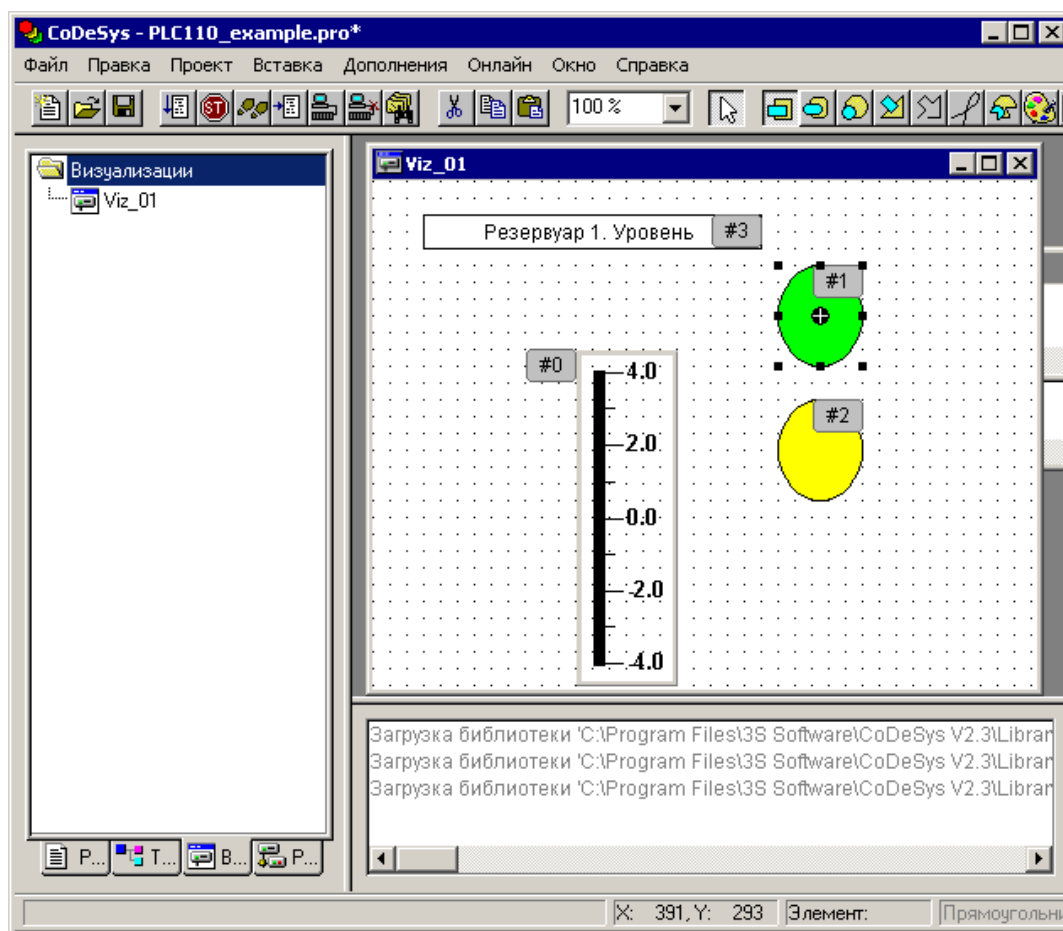 CoDeSys - PLC110_example.pro*
Файл Правка Проект Вставка Дополнения Онлайн Окно Справка
ST 100 %
Визуализации
Viz_01
Viz_01
Резервуар 1. Уровень #3
#1
#0
4.0
#2
2.0
0.0
-2.0
-4.0
Загрузка библиотеки 'C:\Program Files\3S Software\CoDeSys V2.3\Librar
Загрузка библиотеки 'C:\Program Files\3S Software\CoDeSys V2.3\Librar
Загрузка библиотеки 'C:\Program Files\3S Software\CoDeSys V2.3\Librar
P... T... В... Р...
X: 391, Y: 293 Элемент: Прямоугольни